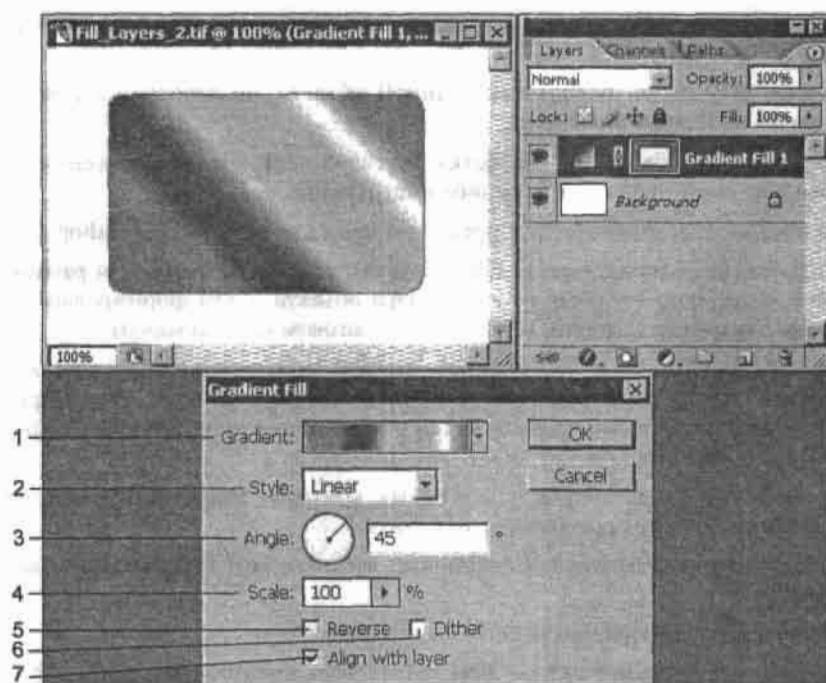 Fill_Layers_2.tif @ 100% (Gradient Fill 1, ...
Layers Channels Paths
Normal Opacity: 100%
Lock: Fill: 100%
Gradient Fill 1
Background
100%
Gradient Fill
1 Gradient: OK
2 Style: Linear Cancel
3 Angle: 45 °
4 Scale: 100 %
5 Reverse 6 Dither
7 Align with layer